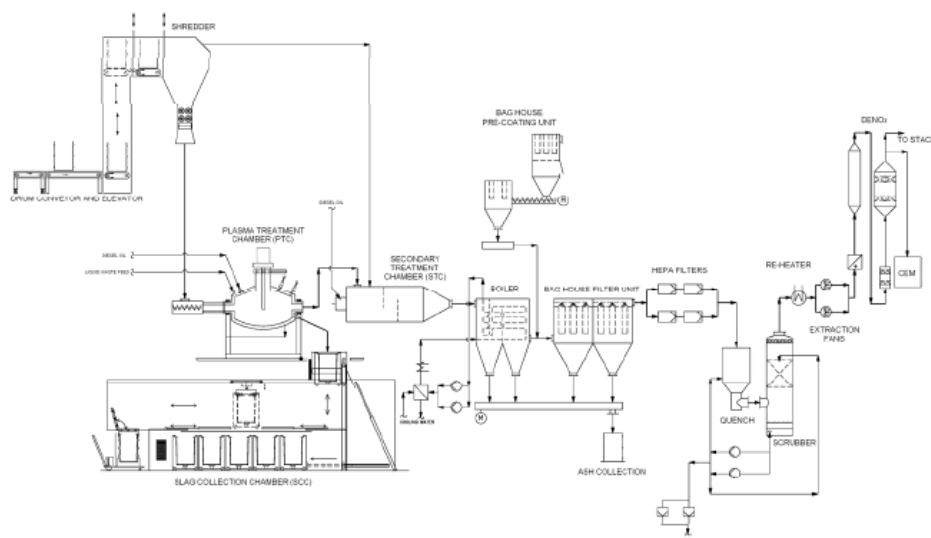 SHREDDER
BAG HOUSE
PRE-COATING UNIT
DENOx
TO STACK
DRUM CONVEYOR AND ELEVATOR
DIESEL OIL
PLASMA TREATMENT
CHAMBER (PTC)
DIESEL OIL
LIQUID WASTE FEED
SECONDARY
TREATMENT
CHAMBER (STC)
HEPA FILTERS
RE-HEATER
CEM
BOILER
BAG HOUSE FILTER UNIT
M
EXTRACTION
FANS
COOLING WATER
M
QUENCH
SCRUBBER
ASH COLLECTION
SLAG COLLECTION CHAMBER (SCC)